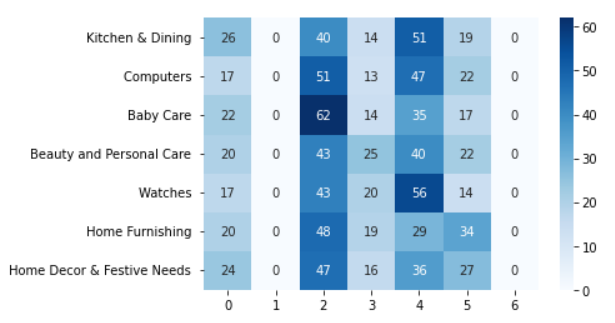 Kitchen & Dining 26 0 40 14 51 19 0
Computers 17 0 51 13 47 22 0
Baby Care 22 0 62 14 35 17 0
Beauty and Personal Care 20 0 43 25 40 22 0
Watches 17 0 43 20 56 14 0
Home Furnishing 20 0 48 19 29 34 0
Home Decor & Festive Needs 24 0 47 16 36 27 0
0 1 2 3 4 5 6
60
50
40
30
20
10
0